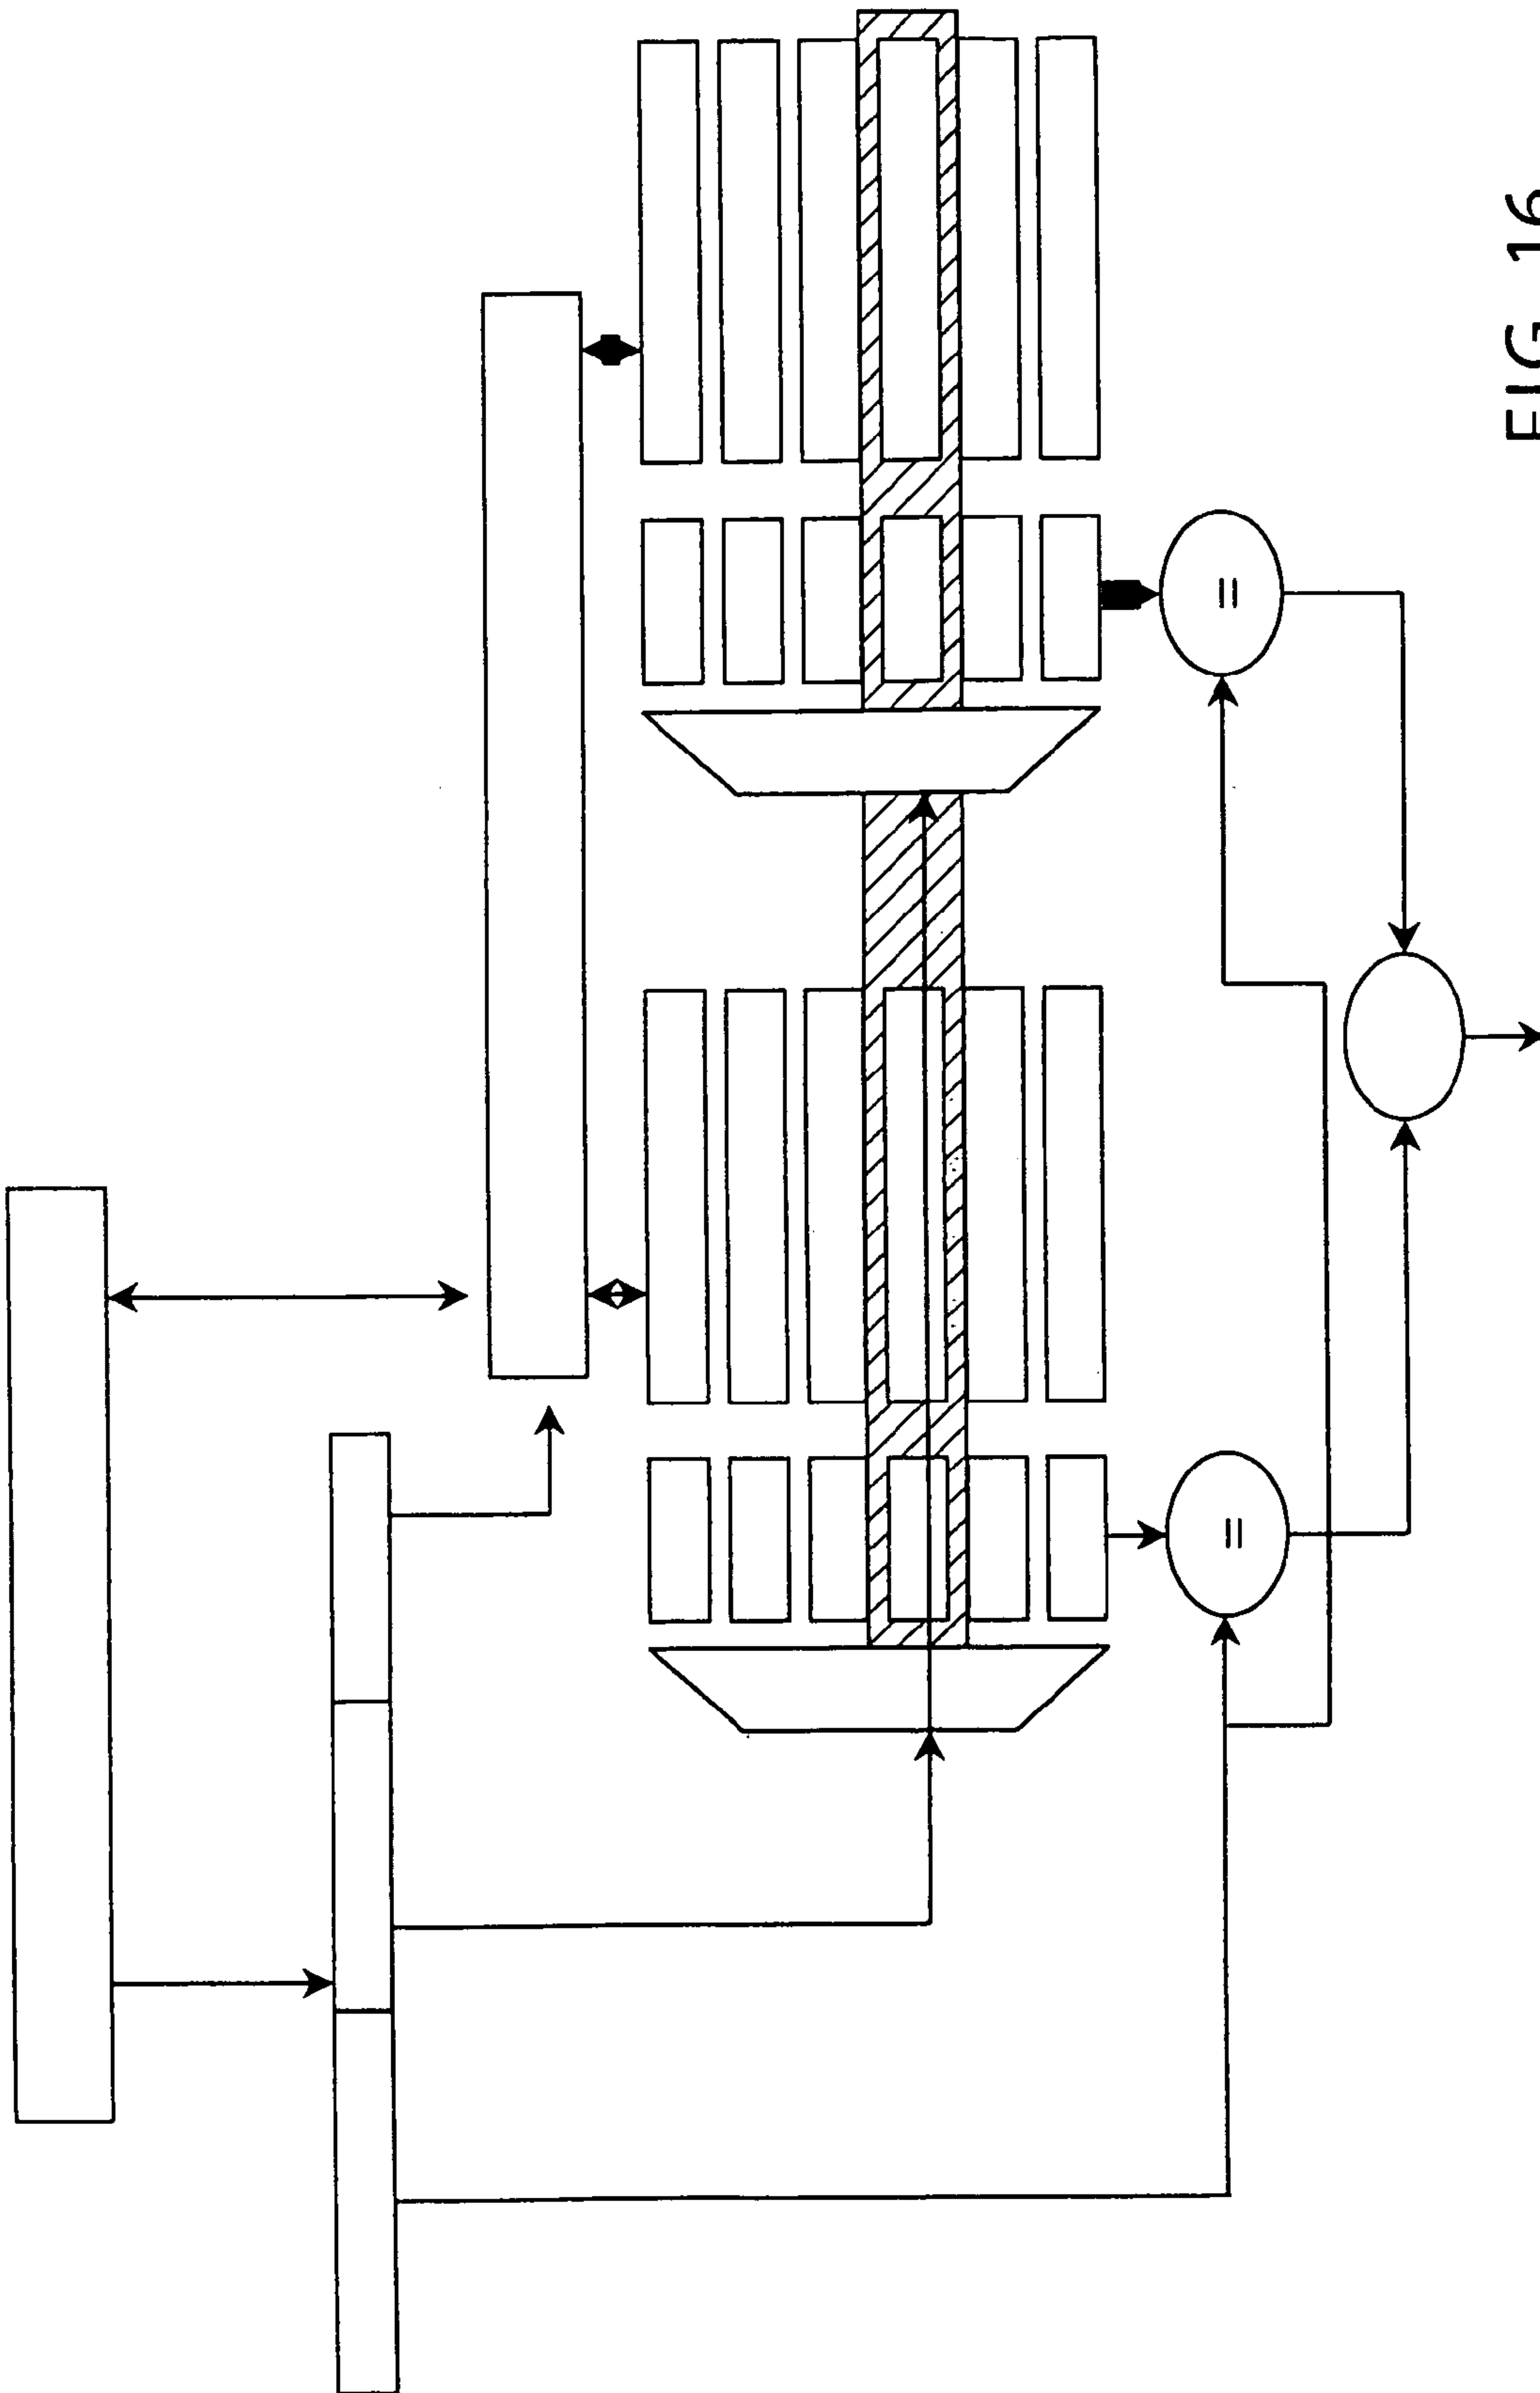 FIG 16
=
=